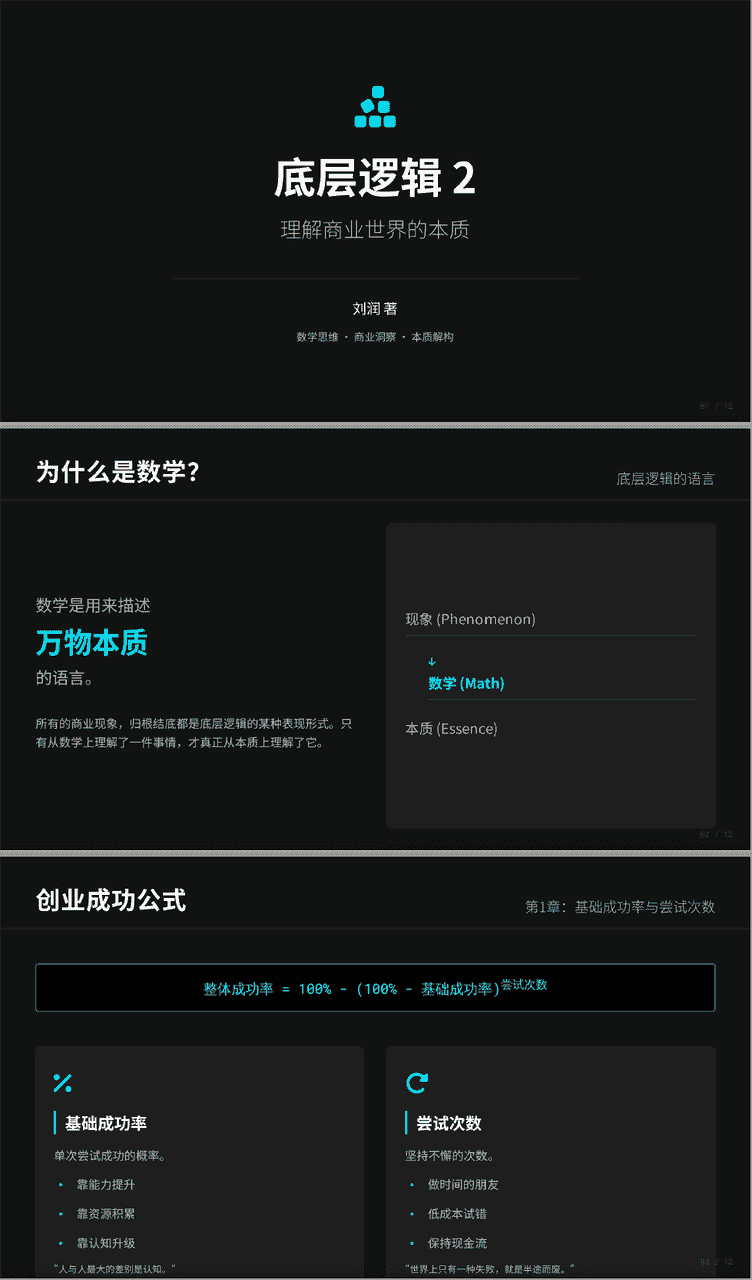 底层逻辑 2
理解商业世界的本质
刘润 著
数学思维 · 商业洞察 · 本质解构
01 / 12
为什么是数学?
底层逻辑的语言
数学是用来描述
万物本质
的语言。
所有的商业现象，归根结底都是底层逻辑的某种表现形式。只
有从数学上理解了一件事情，才真正从本质上理解了它。
现象 (Phenomenon)
↓
数学 (Math)
本质 (Essence)
02 / 12
创业成功公式
第1章：基础成功率与尝试次数
整体成功率 = 100% - (100% - 基础成功率)尝试次数
基础成功率
单次尝试成功的概率。
• 靠能力提升
• 靠资源积累
• 靠认知升级
"人与人最大的差别是认知。"
尝试次数
坚持不懈的次数。
• 做时间的朋友
• 低成本试错
• 保持现金流
"世界上只有一种失败，就是半途而废。"